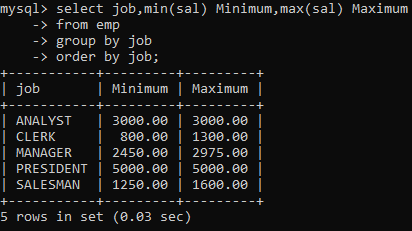 mysql> select job,min(sal) Minimum,max(sal) Maximum
    -> from emp
    -> group by job
    -> order by job;
+-----------+---------+---------+
| job       | Minimum | Maximum |
+-----------+---------+---------+
| ANALYST   | 3000.00 | 3000.00 |
| CLERK     |  800.00 | 1300.00 |
| MANAGER   | 2450.00 | 2975.00 |
| PRESIDENT | 5000.00 | 5000.00 |
| SALESMAN  | 1250.00 | 1600.00 |
+-----------+---------+---------+
5 rows in set (0.03 sec)